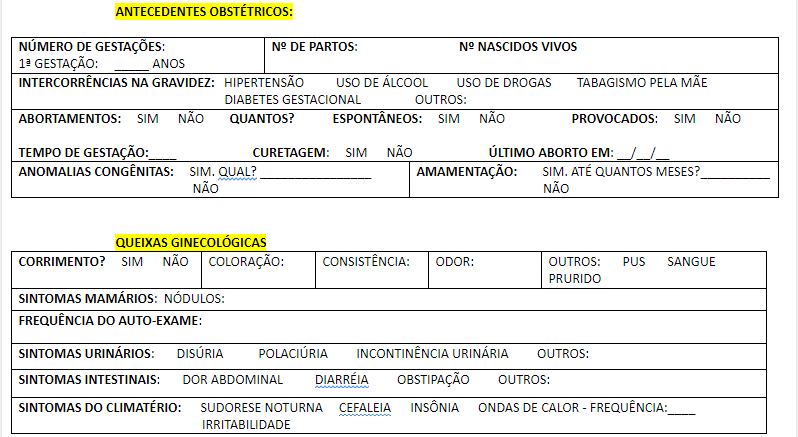 ANTECEDENTES OBSTÉTRICOS:
NÚMERO DE GESTAÇÕES: Nº DE PARTOS: Nº NASCIDOS VIVOS
1ª GESTAÇÃO: _____ ANOS
INTERCORRÊNCIAS NA GRAVIDEZ: HIPERTENSÃO USO DE ÁLCOOL USO DE DROGAS TABAGISMO PELA MÃE
DIABETES GESTACIONAL OUTROS:
ABORTAMENTOS: SIM NÃO QUANTOS? ESPONTÂNEOS: SIM NÃO PROVOCADOS: SIM NÃO
TEMPO DE GESTAÇÃO:____ CURETAGEM: SIM NÃO ÚLTIMO ABORTO EM: __/__/__
ANOMALIAS CONGÊNITAS: SIM. QUAL? ________________ AMAMENTAÇÃO: SIM. ATÉ QUANTOS MESES?__________
NÃO NÃO
QUEIXAS GINECOLÓGICAS
CORRIMENTO? SIM NÃO COLORAÇÃO: CONSISTÊNCIA: ODOR: OUTROS: PUS SANGUE
PRURIDO
SINTOMAS MAMÁRIOS: NÓDULOS:
FREQUÊNCIA DO AUTO-EXAME:
SINTOMAS URINÁRIOS: DISÚRIA POLACIÚRIA INCONTINÊNCIA URINÁRIA OUTROS:
SINTOMAS INTESTINAIS: DOR ABDOMINAL DIARRÉIA OBSTIPAÇÃO OUTROS:
SINTOMAS DO CLIMATÉRIO: SUDORESE NOTURNA CEFALEIA INSÔNIA ONDAS DE CALOR - FREQUÊNCIA:____
IRRITABILIDADE